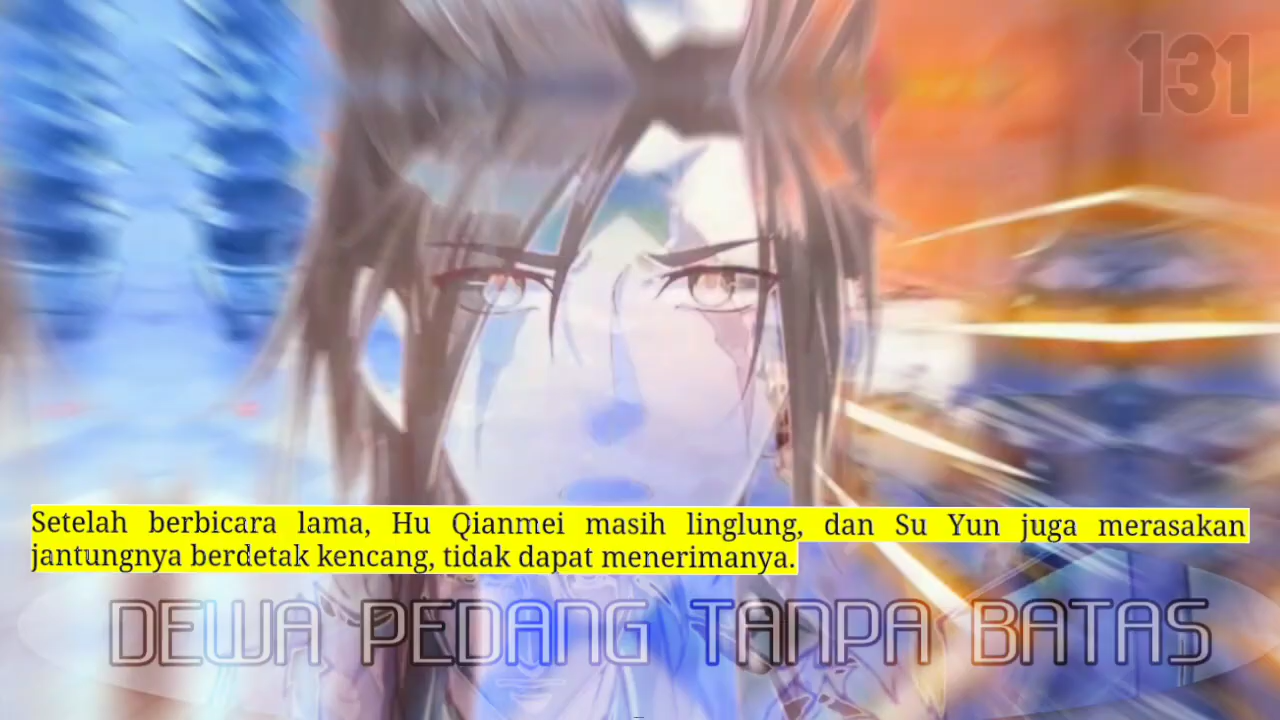 131
Setelah berbicara lama, Hu Qianmei masih linglung, dan Su Yun juga merasakan
jantungnya berdetak kencang, tidak dapat menerimanya.
DEWA PEDANG TANPA BATAS